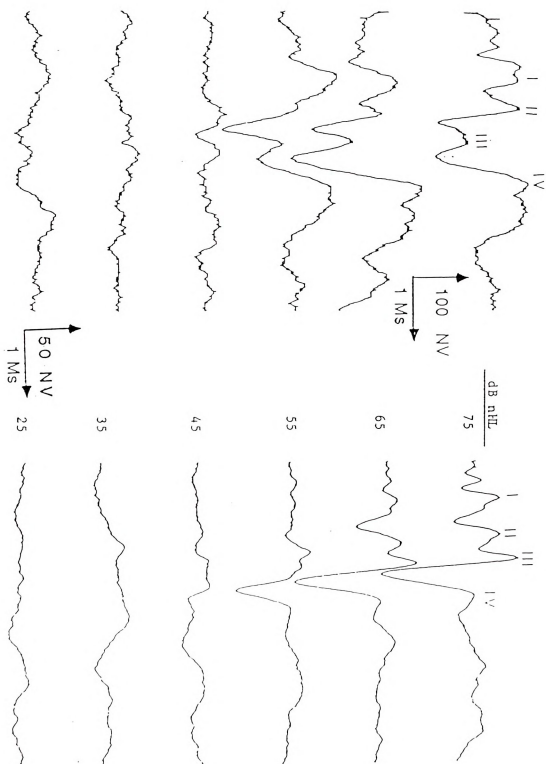 I II III IV
100 NV
1 Ms
50 NV
1 Ms
dB nHL
75
65
55
45
35
25
I II III IV